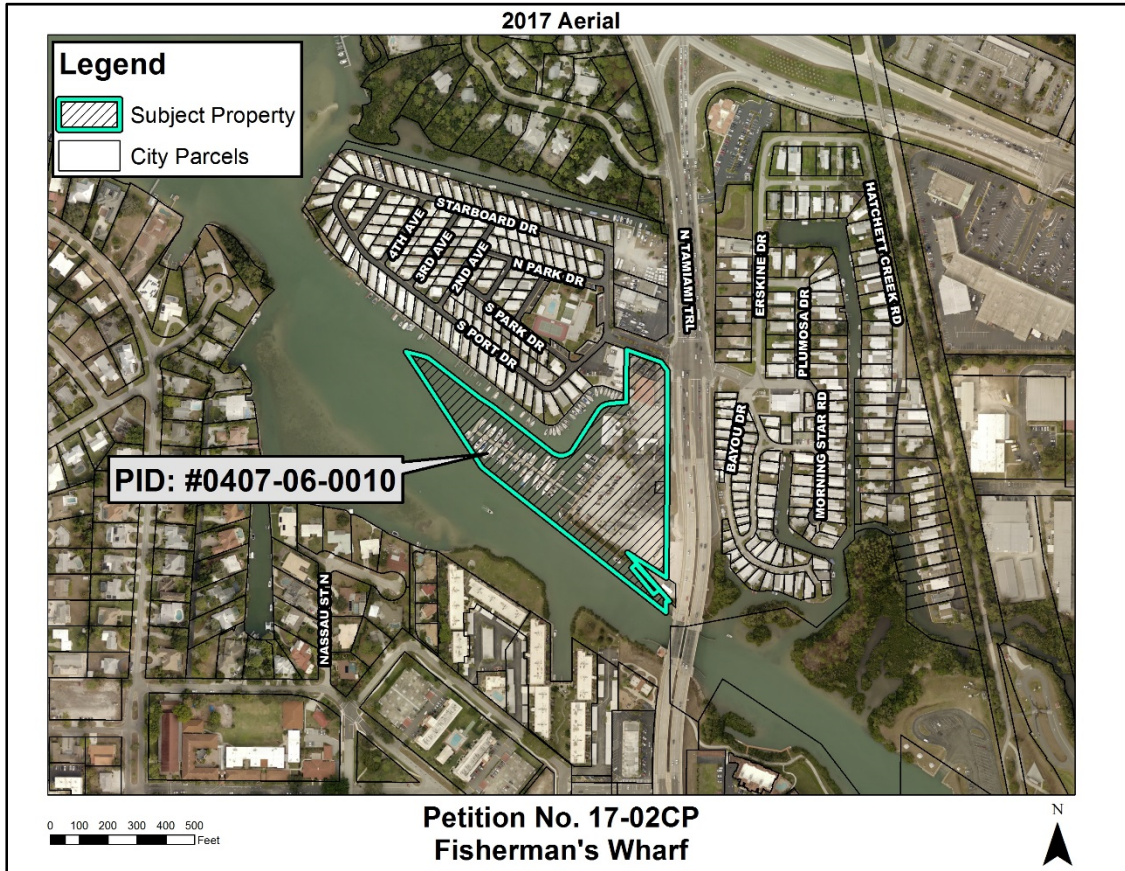 2017 Aerial
Legend
Subject Property
City Parcels
STARBOARD DR
4TH AVE
3RD AVE
2ND AVE
N PARK DR
S PARK DR
S PORT DR
N TAMIAMI TRL
ERSKINE DR
PLUMOSA DR
HATCHETT CREEK RD
BAYOU DR
MORNING STAR RD
PID: #0407-06-0010
NASSAU ST N
0 100 200 300 400 500
Feet
Petition No. 17-02CP
Fisherman's Wharf
N